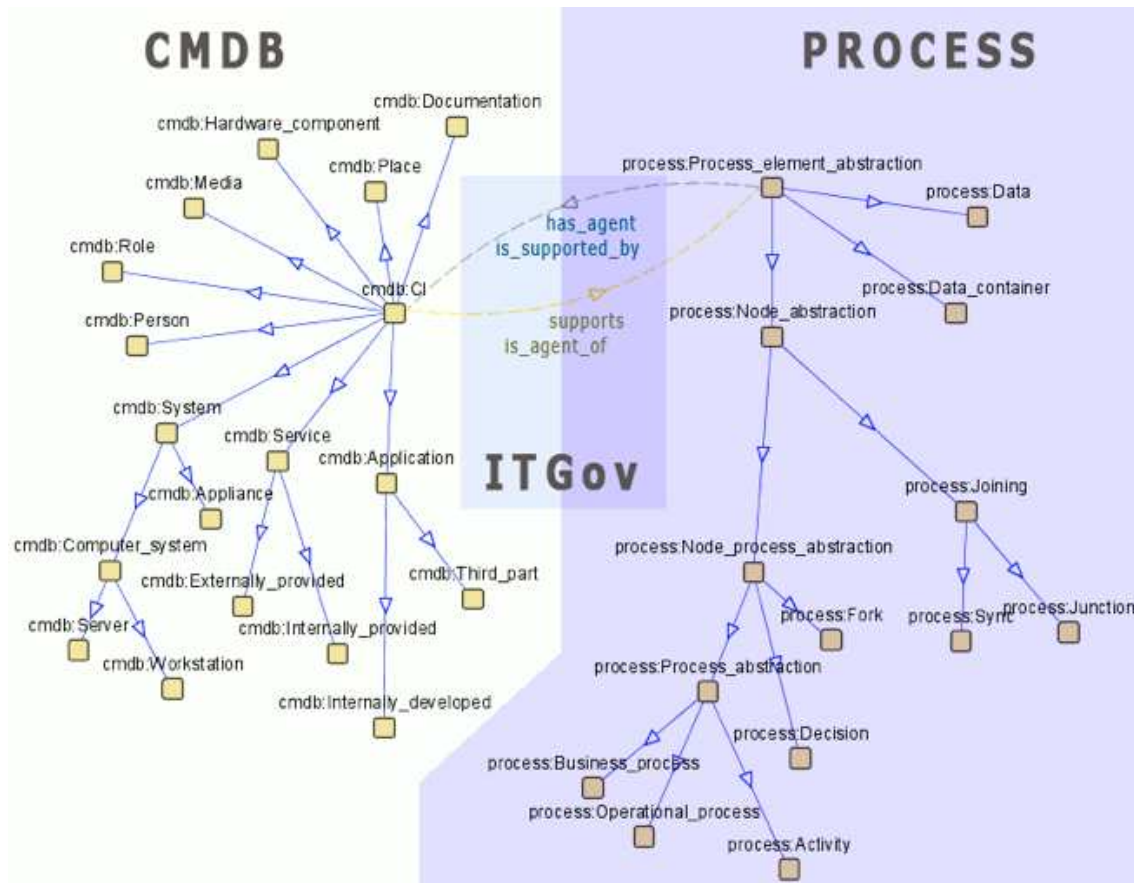 CMDB
PROCESS
cmdb:Documentation
cmdb:Hardware_component
cmdb:Place
cmdb:Media
cmdb:Role
cmdb:CI
cmdb:Person
cmdb:System
cmdb:Service
cmdb:Application
cmdb:Appliance
cmdb:Computer_system
cmdb:Externally_provided
cmdb:Third_part
cmdb:Server
cmdb:Internally_provided
cmdb:Workstation
cmdb:Internally_developed
has_agent
is_supported_by
supports
is_agent_of
ITGov
process:Process_element_abstraction
process:Data
process:Data_container
process:Node_abstraction
process:Joining
process:Node_process_abstraction
process:Fork
process:Sync
process:Junction
process:Process_abstraction
process:Decision
process:Business_process
process:Operational_process
process:Activity